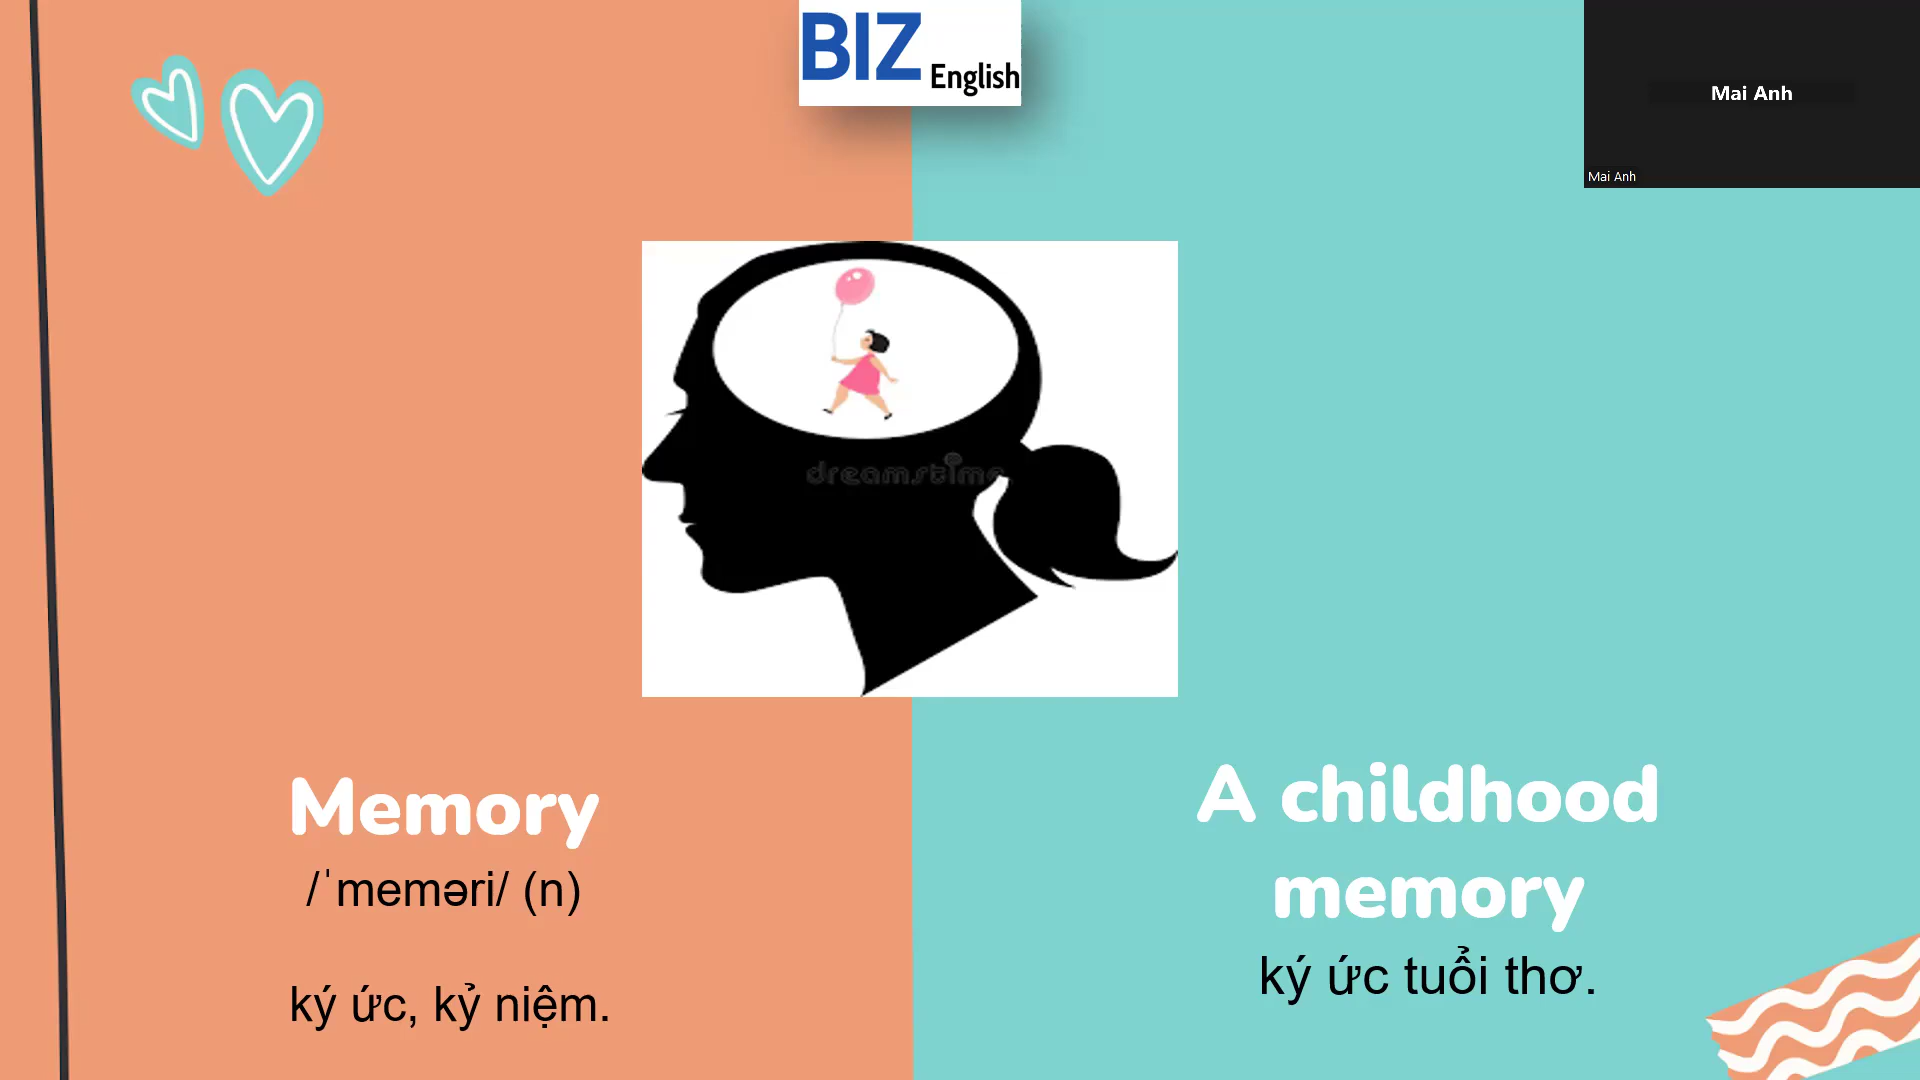 BIZ English
Mai Anh
Mai Anh
dreamstime
Memory
/ˈmeməri/ (n)
ký ức, kỷ niệm.
A childhood
memory
ký ức tuổi thơ.